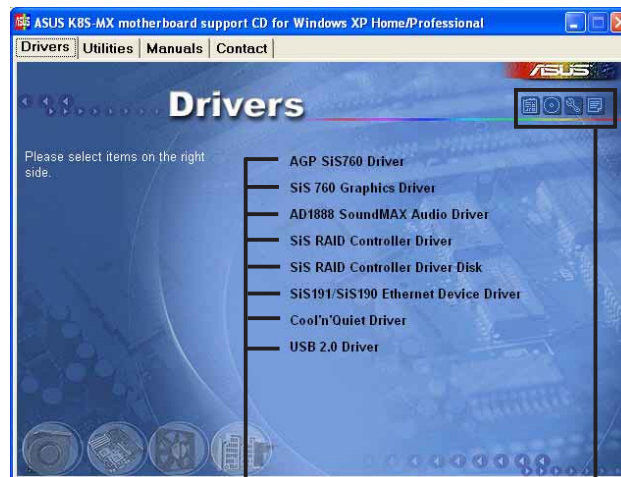 ASUS K8S-MX motherboard support CD for Windows XP Home/Professional
Drivers Utilities Manuals Contact
ASUS
Drivers
Please select items on the right
side.
AGP SiS760 Driver
SiS 760 Graphics Driver
AD1888 SoundMAX Audio Driver
SiS RAID Controller Driver
SiS RAID Controller Driver Disk
SiS191/SiS190 Ethernet Device Driver
Cool'n'Quiet Driver
USB 2.0 Driver